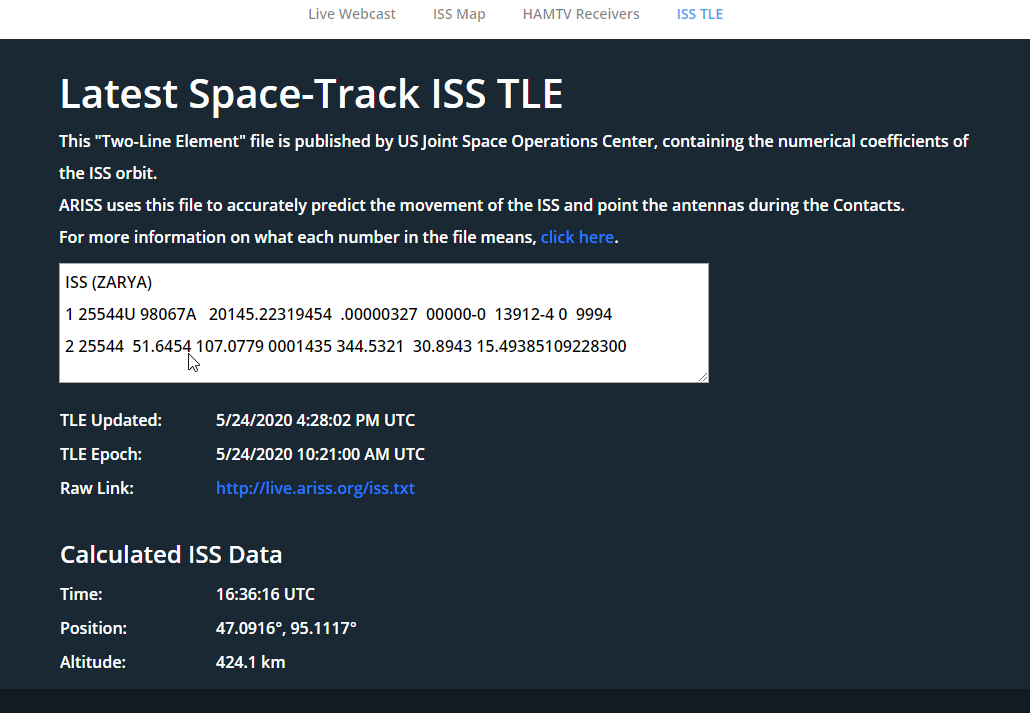 Live Webcast ISS Map HAMTV Receivers ISS TLE
Latest Space-Track ISS TLE
This "Two-Line Element" file is published by US Joint Space Operations Center, containing the numerical coefficients of
the ISS orbit.
ARISS uses this file to accurately predict the movement of the ISS and point the antennas during the Contacts.
For more information on what each number in the file means, click here.
ISS (ZARYA)
1 25544U 98067A   20145.22319454  .00000327  00000-0  13912-4 0  9994
2 25544  51.6454 107.0779 0001435 344.5321  30.8943 15.49385109228300
TLE Updated: 5/24/2020 4:28:02 PM UTC
TLE Epoch: 5/24/2020 10:21:00 AM UTC
Raw Link: http://live.ariss.org/iss.txt
Calculated ISS Data
Time: 16:36:16 UTC
Position: 47.0916°, 95.1117°
Altitude: 424.1 km